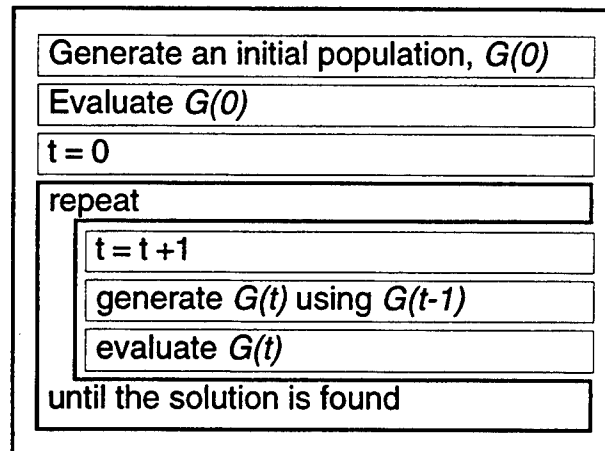 Generate an initial population, G(0)
Evaluate G(0)
t = 0
repeat
t = t +1
generate G(t) using G(t-1)
evaluate G(t)
until the solution is found